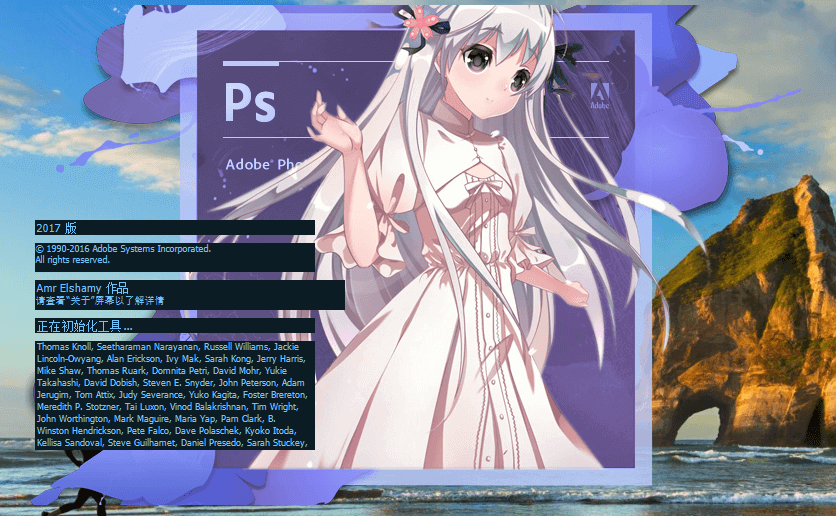 Ps
Adobe
Adobe® Pho
2017 版
© 1990-2016 Adobe Systems Incorporated.
All rights reserved.
Amr Elshamy 作品
请查看“关于”屏幕以了解详情
正在初始化工具...
Thomas Knoll, Seetharaman Narayanan, Russell Williams, Jackie
Lincoln-Owyang, Alan Erickson, Ivy Mak, Sarah Kong, Jerry Harris,
Mike Shaw, Thomas Ruark, Domnita Petri, David Mohr, Yukie
Takahashi, David Dobish, Steven E. Snyder, John Peterson, Adam
Jerugim, Tom Attix, Judy Severance, Yuko Kagita, Foster Brereton,
Meredith P. Stotzner, Tai Luxon, Vinod Balakrishnan, Tim Wright,
John Worthington, Mark Maguire, Maria Yap, Pam Clark, B.
Winston Hendrickson, Pete Falco, Dave Polaschek, Kyoko Itoda,
Kellisa Sandoval, Steve Guilhamet, Daniel Presedo, Sarah Stuckey,